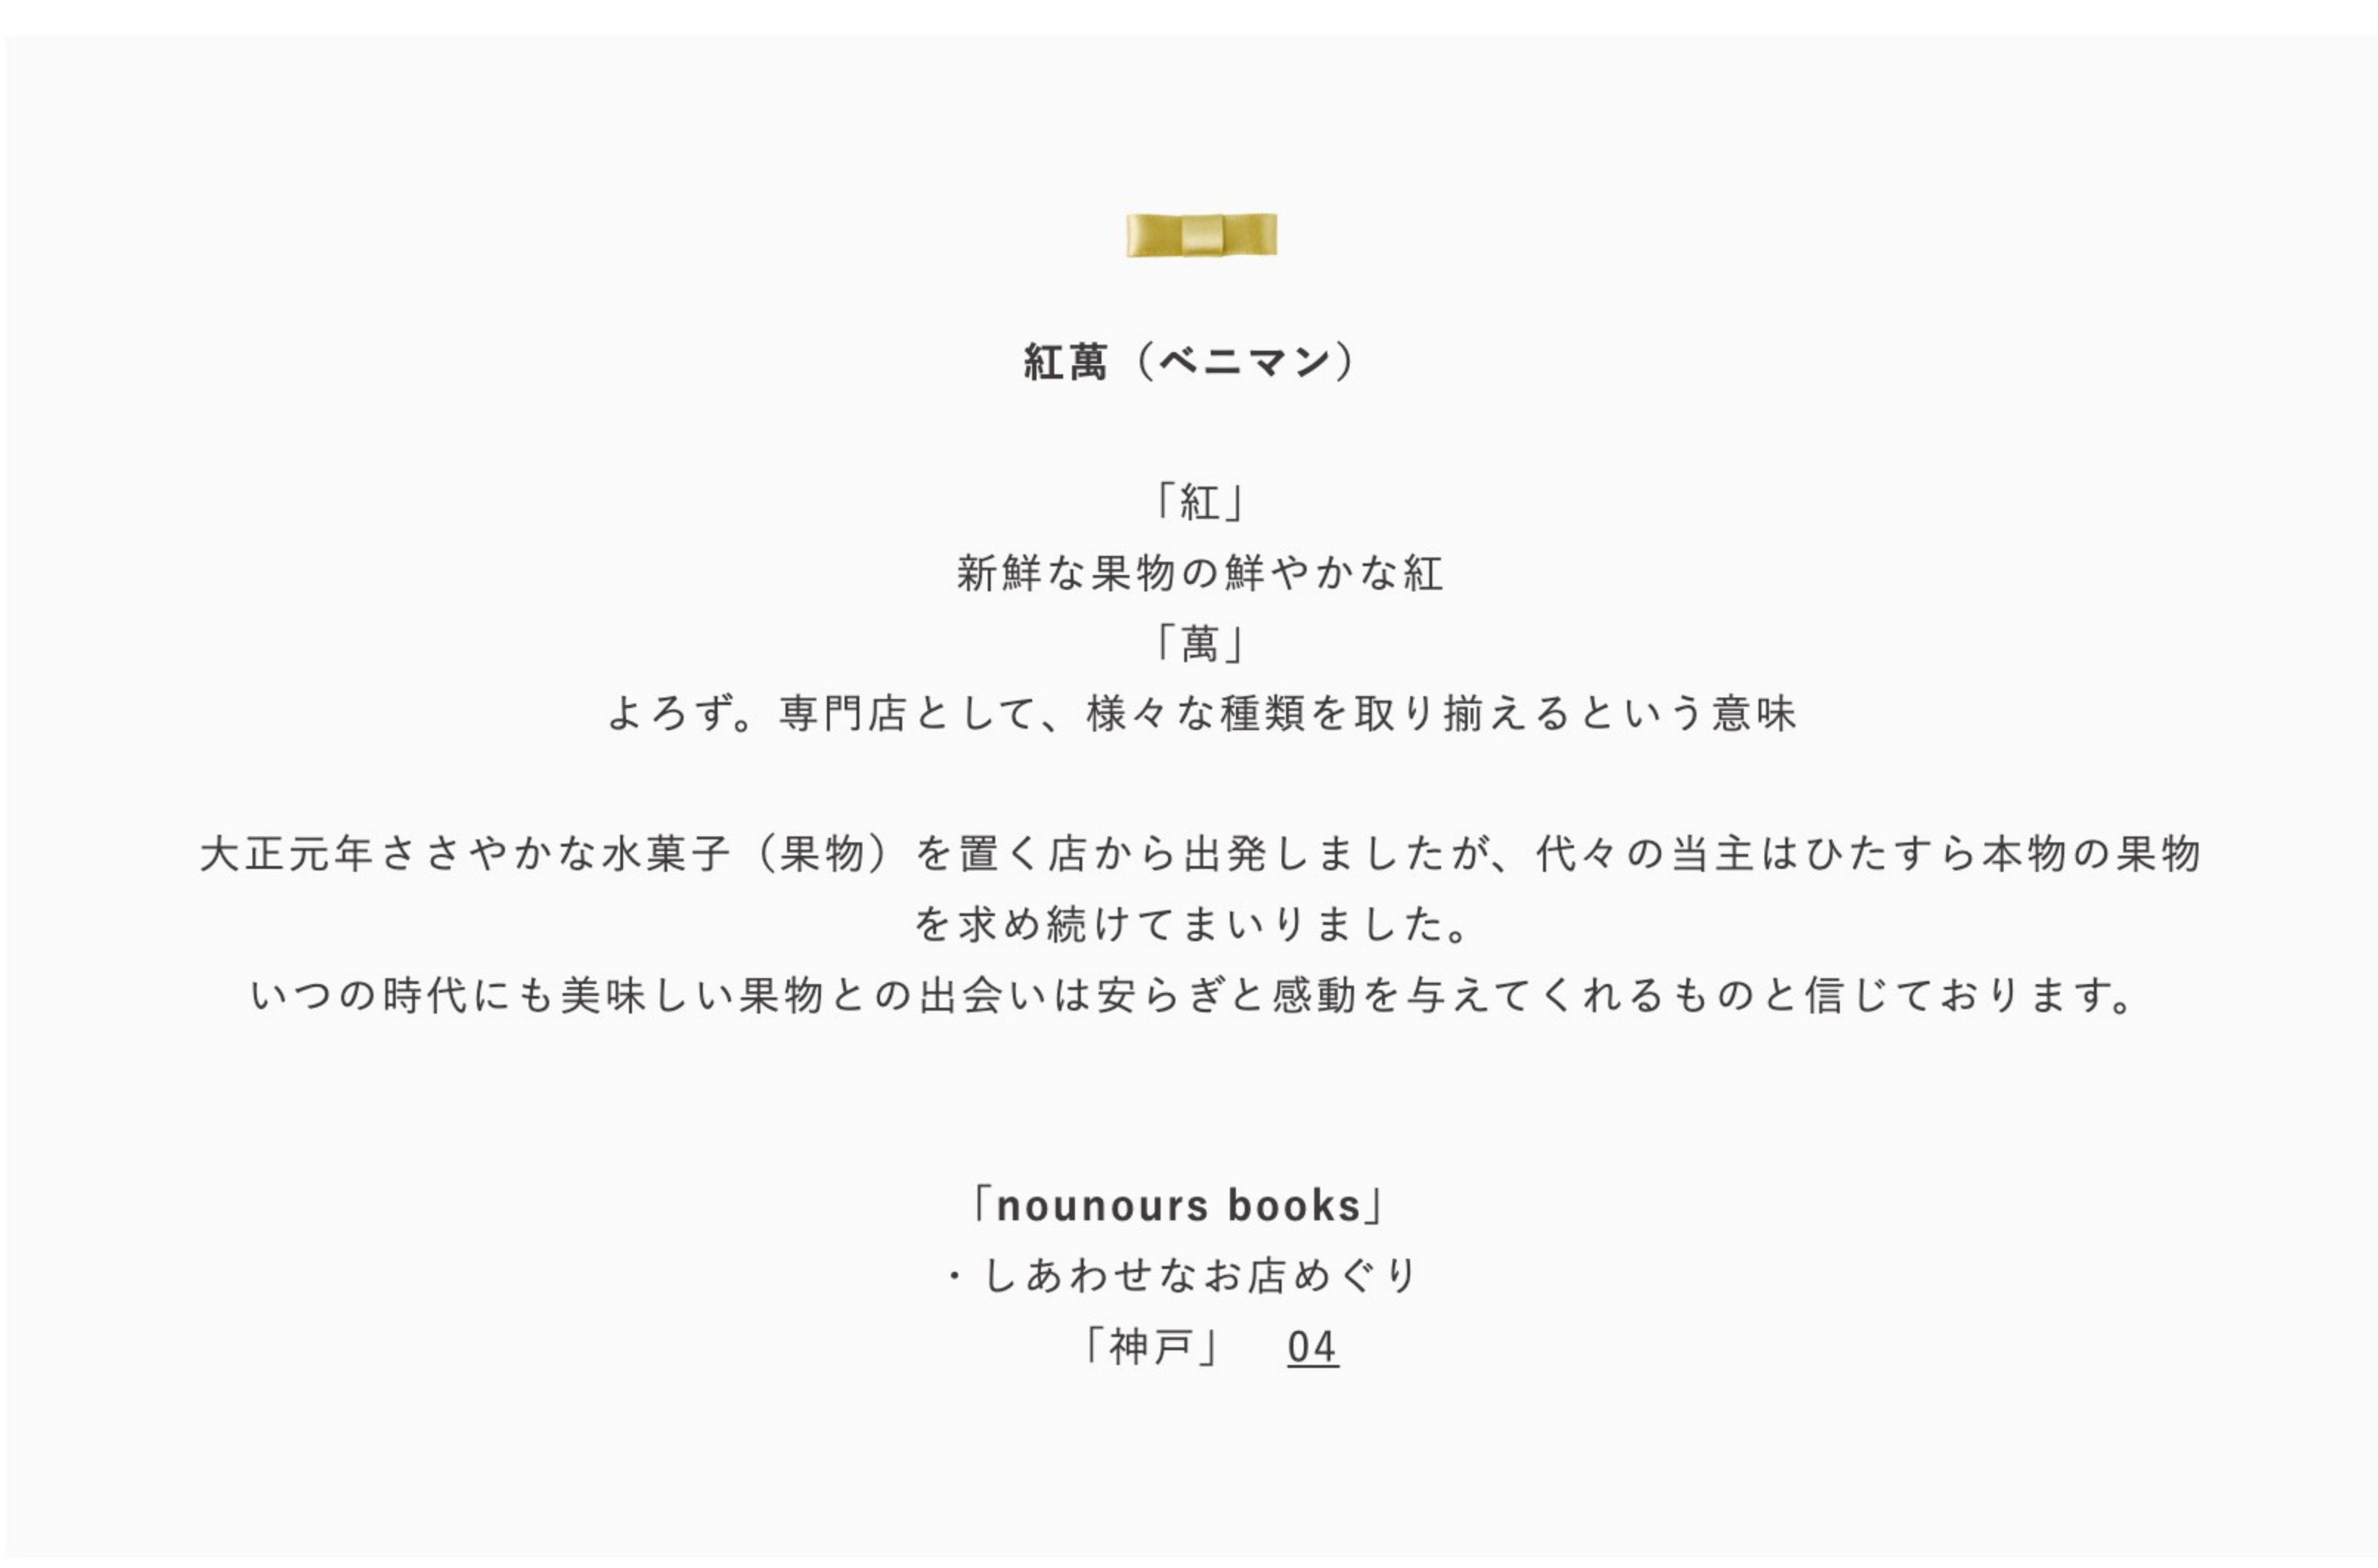 紅萬（ベニマン）
「紅」
新鮮な果物の鮮やかな紅
「萬」
よろず。専門店として、様々な種類を取り揃えるという意味
大正元年ささやかな水菓子（果物）を置く店から出発しましたが、代々の当主はひたすら本物の果物
を求め続けてまいりました。
いつの時代にも美味しい果物との出会いは安らぎと感動を与えてくれるものと信じております。
「nounours books」
・しあわせなお店めぐり
「神戸」　04